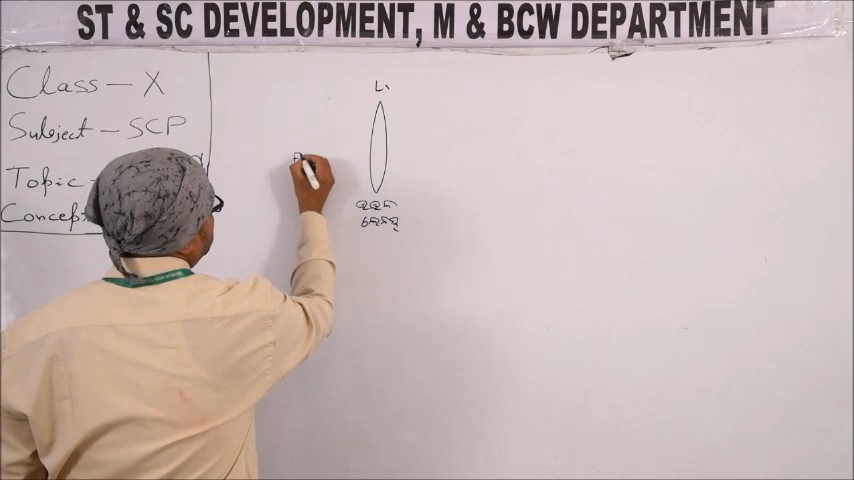 ST & SC DEVELOPMENT, M & BCW DEPARTMENT
Class - X
Subject - SCP
Topic -
Concep
L₁